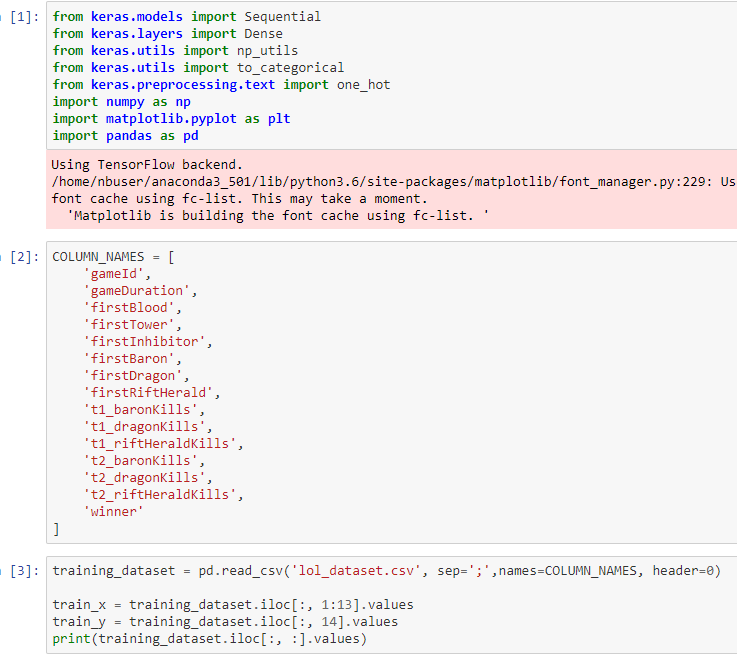 [1]: from keras.models import Sequential
from keras.layers import Dense
from keras.utils import np_utils
from keras.utils import to_categorical
from keras.preprocessing.text import one_hot
import numpy as np
import matplotlib.pyplot as plt
import pandas as pd
Using TensorFlow backend.
/home/nbuser/anaconda3_501/lib/python3.6/site-packages/matplotlib/font_manager.py:229: Us
font cache using fc-list. This may take a moment.
  'Matplotlib is building the font cache using fc-list. '
[2]: COLUMN_NAMES = [
    'gameId',
    'gameDuration',
    'firstBlood',
    'firstTower',
    'firstInhibitor',
    'firstBaron',
    'firstDragon',
    'firstRiftHerald',
    't1_baronKills',
    't1_dragonKills',
    't1_riftHeraldKills',
    't2_baronKills',
    't2_dragonKills',
    't2_riftHeraldKills',
    'winner'
]
[3]: training_dataset = pd.read_csv('lol_dataset.csv', sep=';',names=COLUMN_NAMES, header=0)
train_x = training_dataset.iloc[:, 1:13].values
train_y = training_dataset.iloc[:, 14].values
print(training_dataset.iloc[:, :].values)